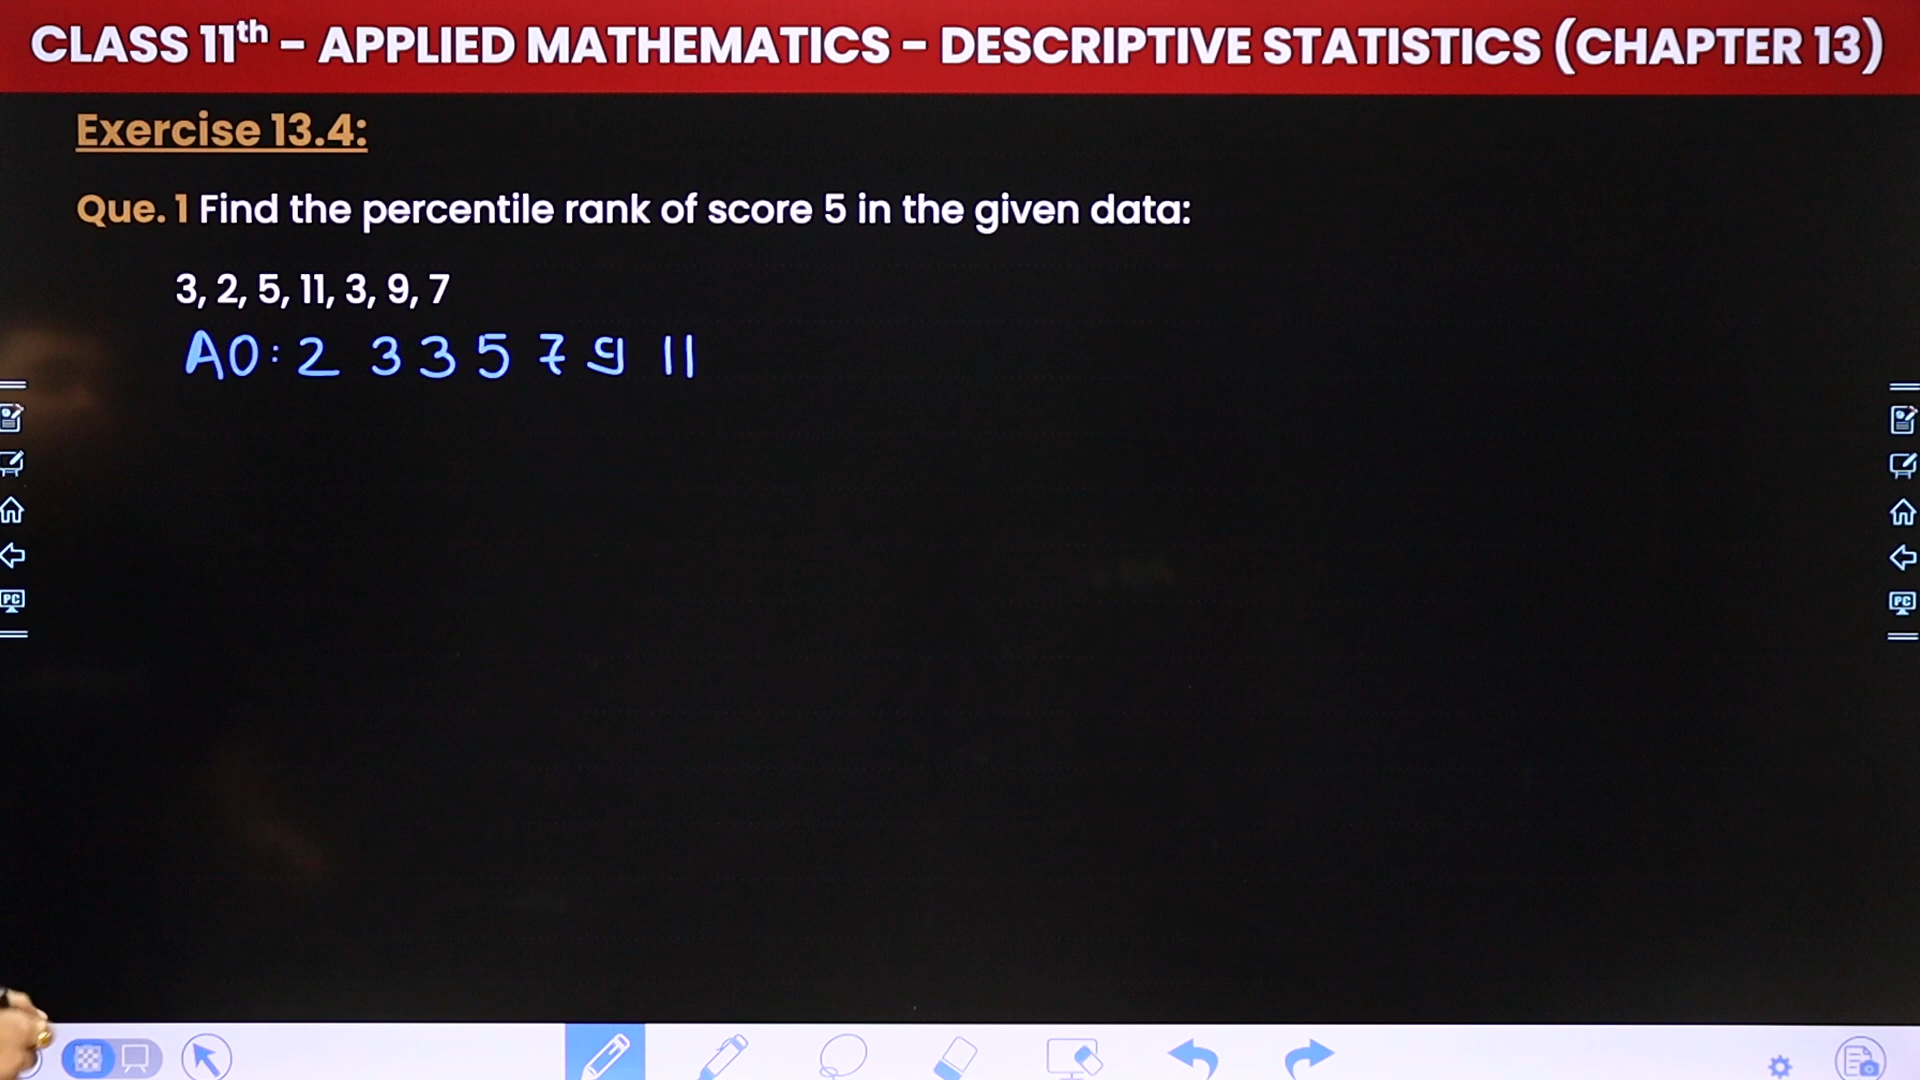 CLASS 11th - APPLIED MATHEMATICS - DESCRIPTIVE STATISTICS (CHAPTER 13)
Exercise 13.4:
Que. 1 Find the percentile rank of score 5 in the given data:
3, 2, 5, 11, 3, 9, 7
AO: 2 3 3 5 7 9 11
PC
PC